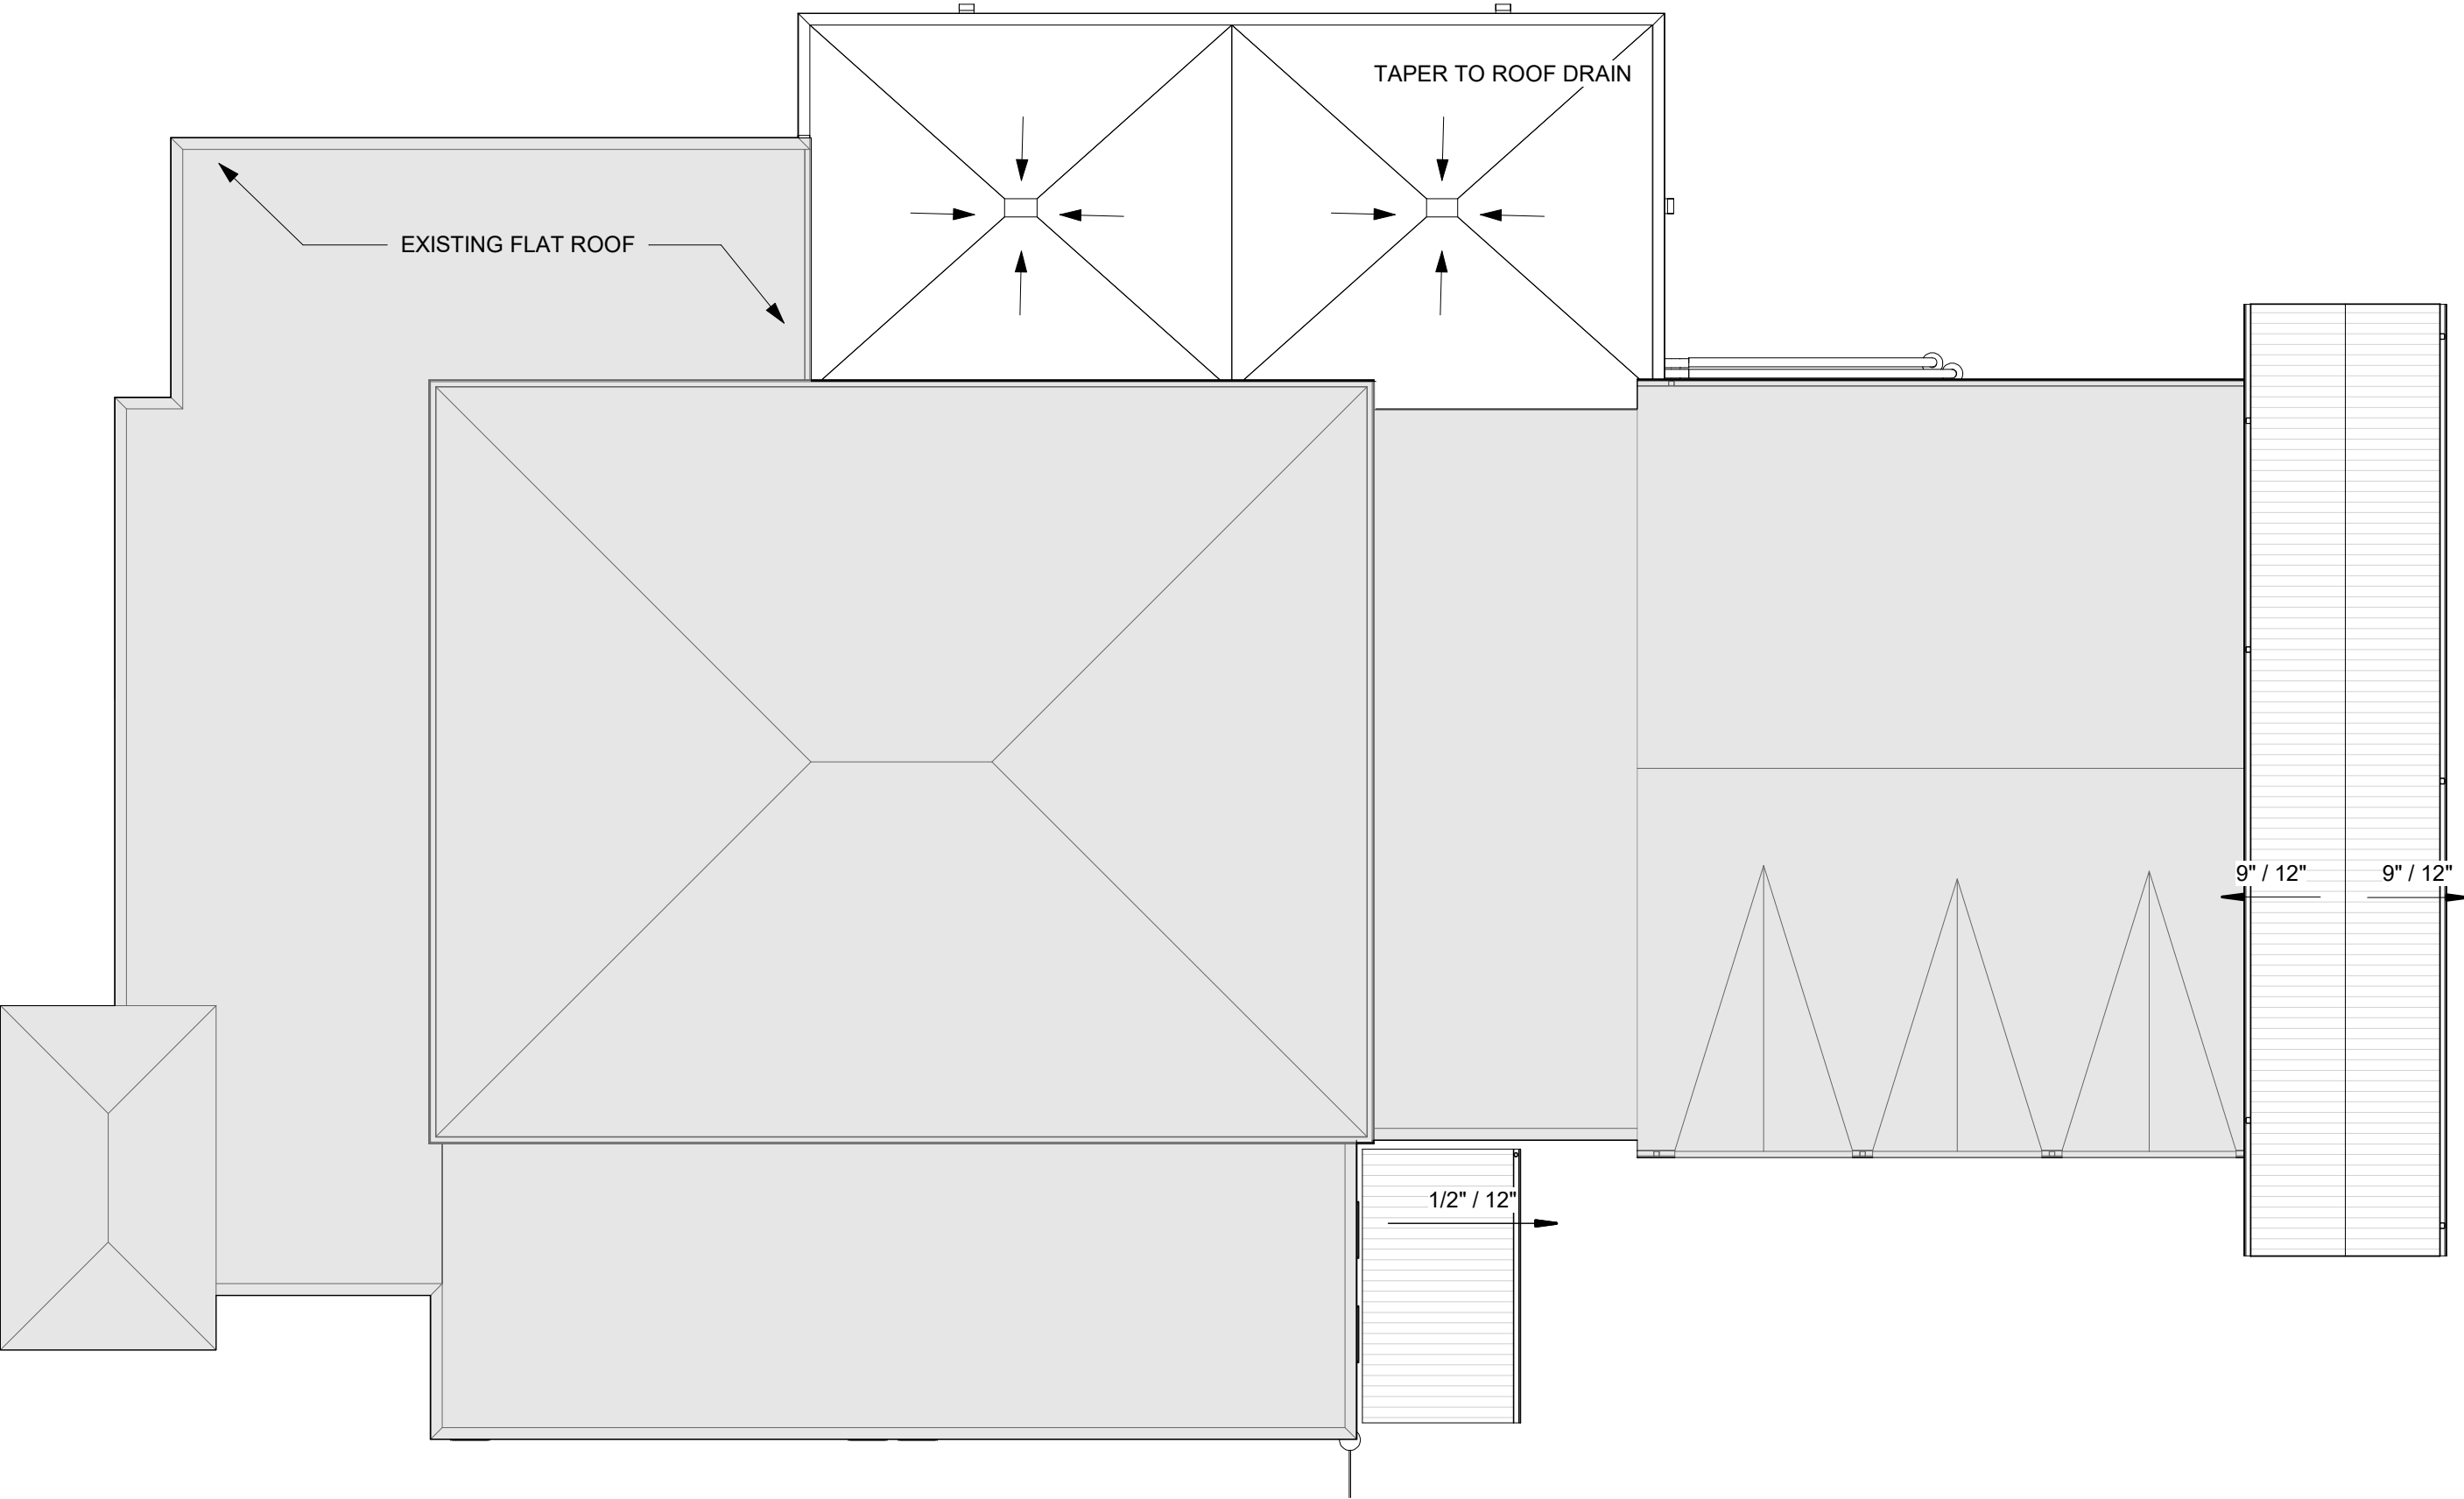 TAPER TO ROOF DRAIN
EXISTING FLAT ROOF
9" / 12"
9" / 12"
1/2" / 12"